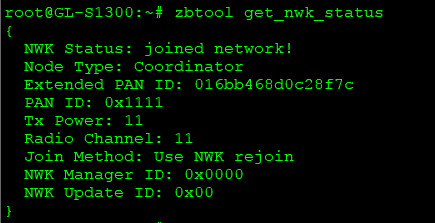 root@GL-S1300:~# zbtool get_nwk_status
{
NWK Status: joined network!
Node Type: Coordinator
Extended PAN ID: 016bb468d0c28f7c
PAN ID: 0x1111
Tx Power: 11
Radio Channel: 11
Join Method: Use NWK rejoin
NWK Manager ID: 0x0000
NWK Update ID: 0x00
}